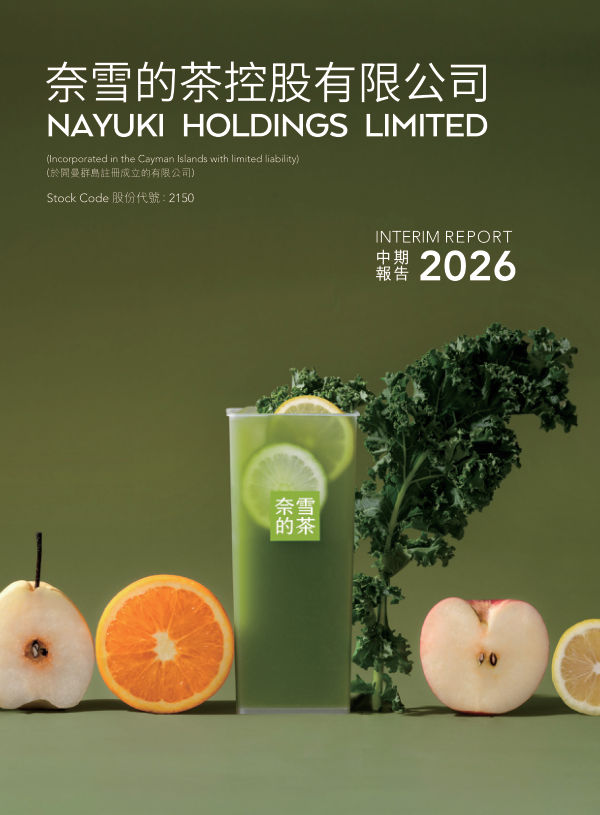 奈雪的茶控股有限公司
NAYUKI HOLDINGS LIMITED
(Incorporated in the Cayman Islands with limited liability)
(於開曼群島註冊成立的有限公司)
Stock Code 股份代號：2150
INTERIM REPORT
中期
報告 2026
奈雪
的茶